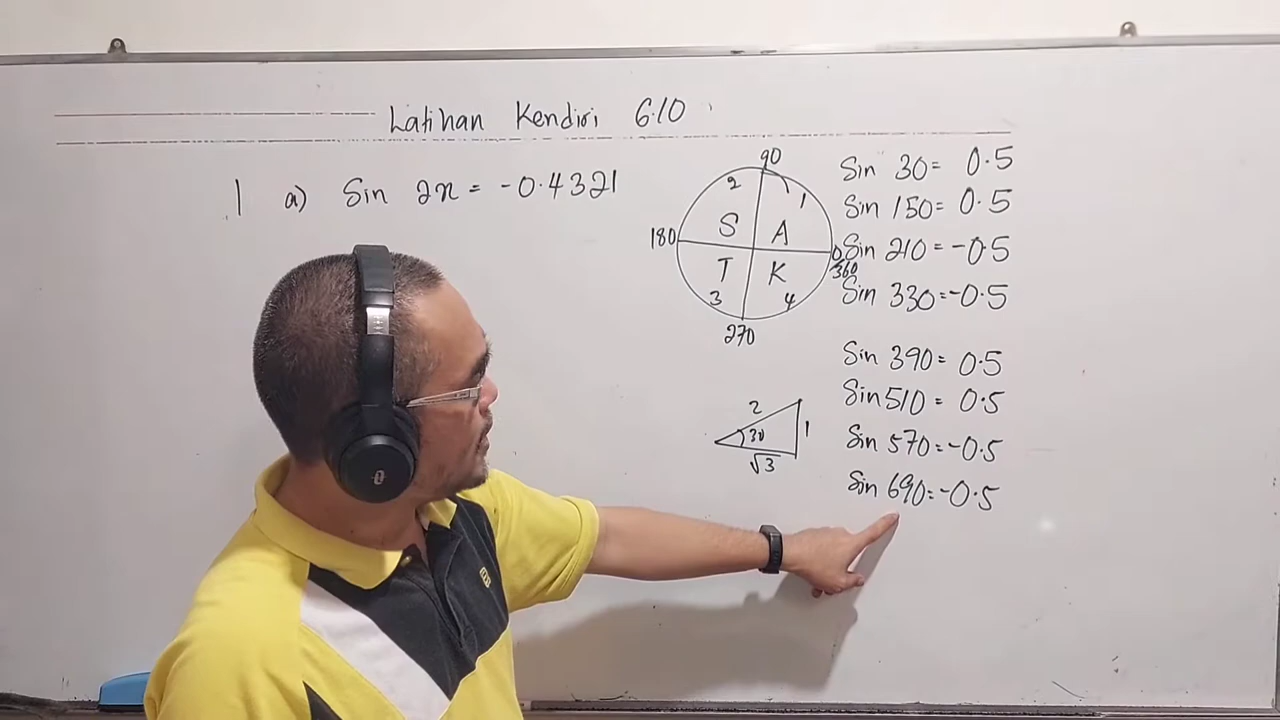 Latihan Kendiri 6.10
1 a) Sin 2x = -0.4321
90
2 1
S A
180 0/360
T K
3 4
270
Sin 30 = 0.5
Sin 150 = 0.5
Sin 210 = -0.5
Sin 330 = -0.5
Sin 390 = 0.5
Sin 510 = 0.5
Sin 570 = -0.5
Sin 690 = -0.5
2
30 1
√3